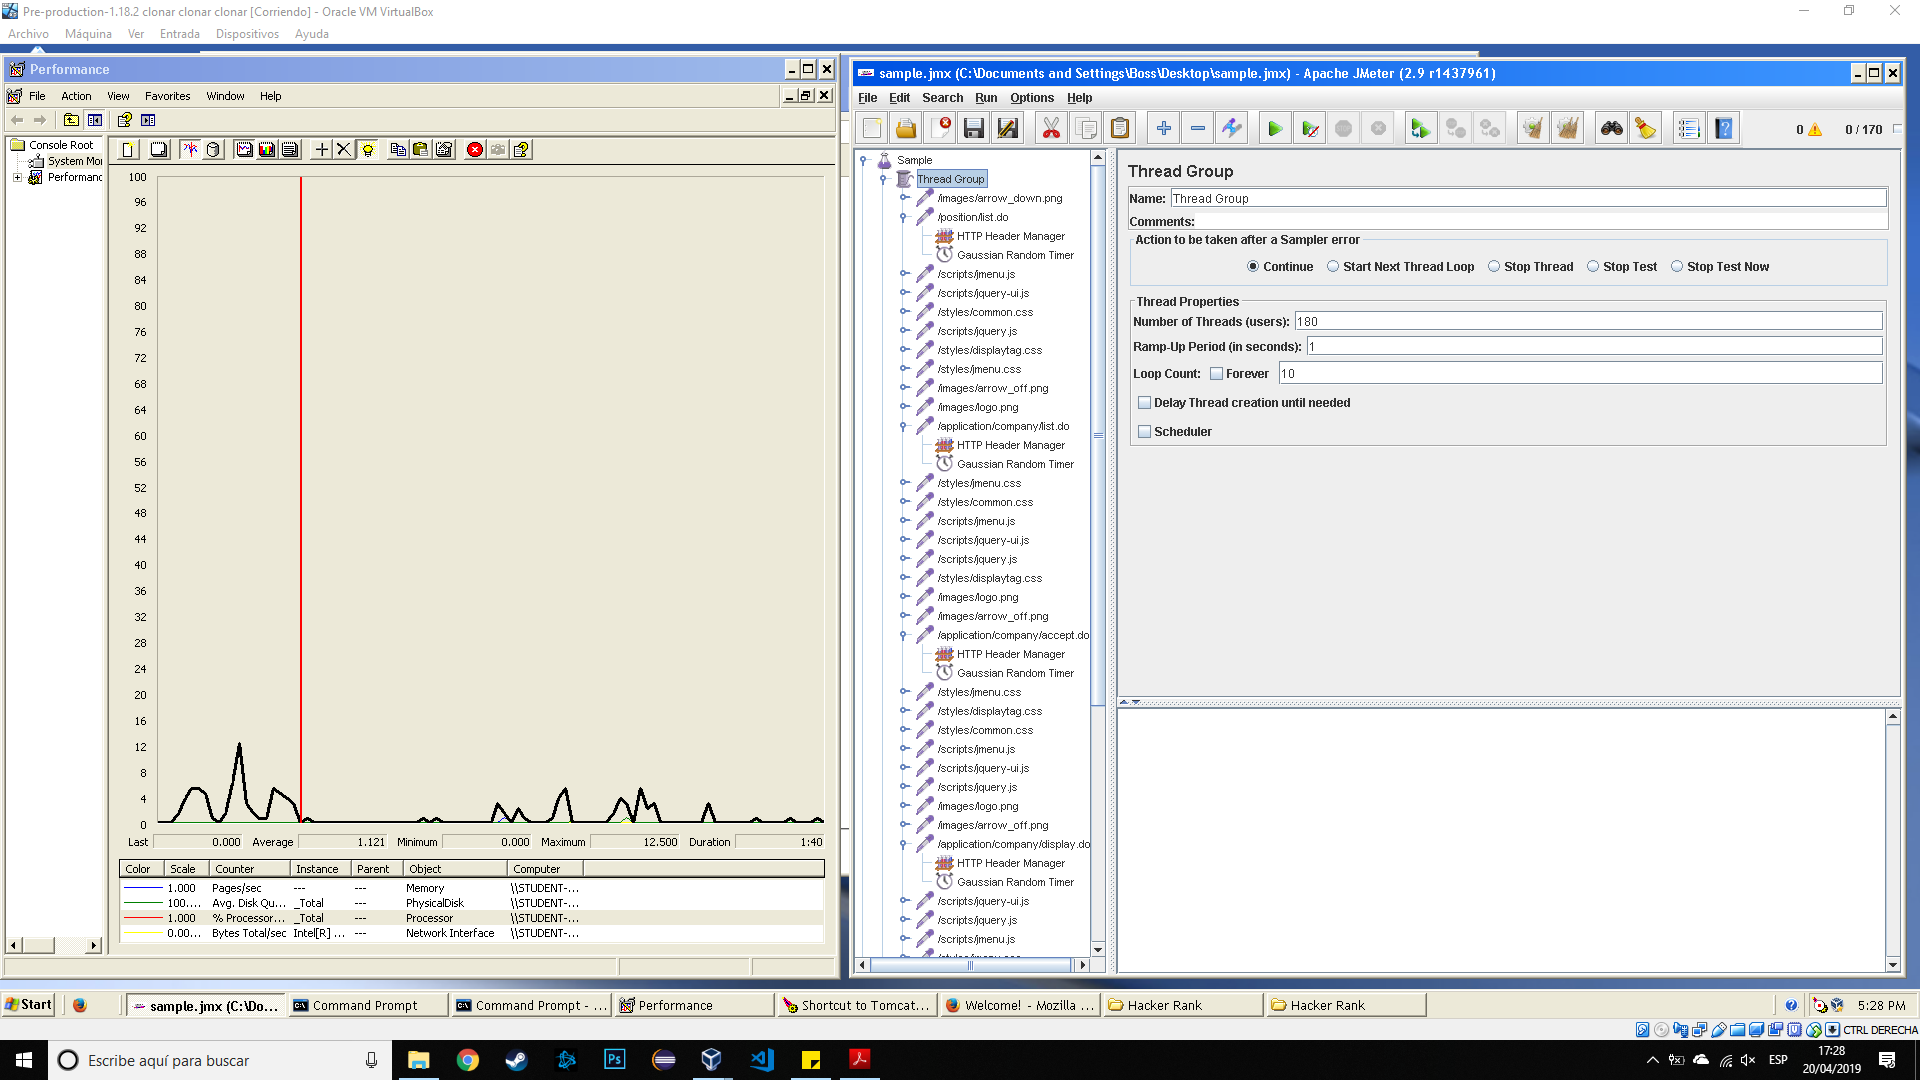 Pre-production-1.18.2 clonar clonar clonar [Corriendo] - Oracle VM VirtualBox
Archivo Máquina Ver Entrada Dispositivos Ayuda
Performance
File Action View Favorites Window Help
Console Root
System Mor
Performanc
100
96
92
88
84
80
76
72
68
64
60
56
52
48
44
40
36
32
28
24
20
16
12
8
4
0
Last 0.000 Average 1.121 Minimum 0.000 Maximum 12.500 Duration 1:40
Color Scale Counter Instance Parent Object Computer
1.000 Pages/sec --- --- Memory \\STUDENT-...
100.... Avg. Disk Qu... _Total --- PhysicalDisk \\STUDENT-...
1.000 % Processor... _Total --- Processor \\STUDENT-...
0.00... Bytes Total/sec Intel[R] ... --- Network Interface \\STUDENT-...
sample.jmx (C:\Documents and Settings\Boss\Desktop\sample.jmx) - Apache JMeter (2.9 r1437961)
File Edit Search Run Options Help
0 0 / 170
Sample
Thread Group
/images/arrow_down.png
/position/list.do
HTTP Header Manager
Gaussian Random Timer
/scripts/jmenu.js
/scripts/jquery-ui.js
/styles/common.css
/scripts/jquery.js
/styles/displaytag.css
/styles/jmenu.css
/images/arrow_off.png
/images/logo.png
/application/company/list.do
HTTP Header Manager
Gaussian Random Timer
/styles/jmenu.css
/styles/common.css
/scripts/jmenu.js
/scripts/jquery-ui.js
/scripts/jquery.js
/styles/displaytag.css
/images/logo.png
/images/arrow_off.png
/application/company/accept.do
HTTP Header Manager
Gaussian Random Timer
/styles/jmenu.css
/styles/displaytag.css
/styles/common.css
/scripts/jmenu.js
/scripts/jquery-ui.js
/scripts/jquery.js
/images/logo.png
/images/arrow_off.png
/application/company/display.do
HTTP Header Manager
Gaussian Random Timer
/scripts/jquery-ui.js
/scripts/jquery.js
/scripts/jmenu.js
Thread Group
Name: Thread Group
Comments:
Action to be taken after a Sampler error
Continue Start Next Thread Loop Stop Thread Stop Test Stop Test Now
Thread Properties
Number of Threads (users): 180
Ramp-Up Period (in seconds): 1
Loop Count: Forever 10
Delay Thread creation until needed
Scheduler
Start sample.jmx (C:\Do... Command Prompt Command Prompt - ... Performance Shortcut to Tomcat... Welcome! - Mozilla ... Hacker Rank Hacker Rank 5:28 PM
CTRL DERECHA
Escribe aquí para buscar
ESP
17:28
20/04/2019